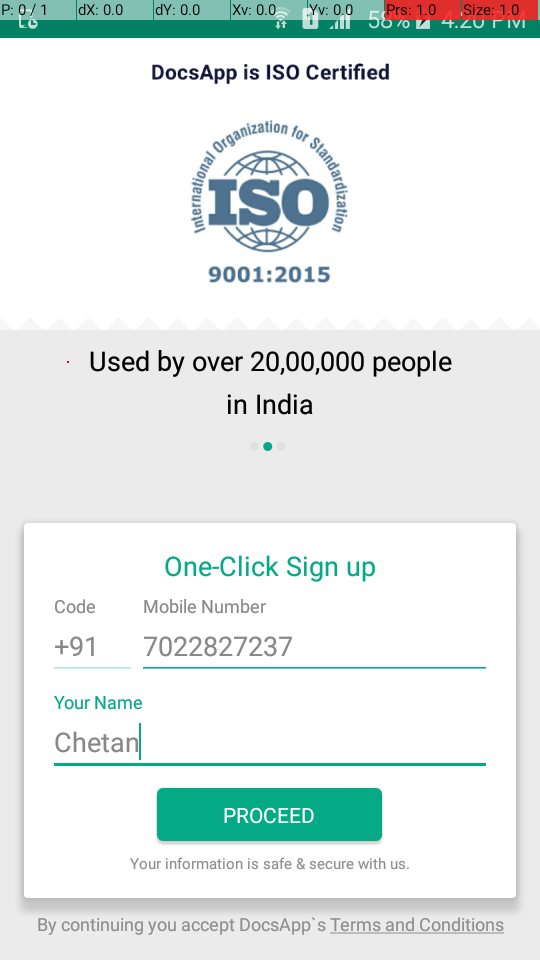 P: 0 / 1 dX: 0.0 dY: 0.0 Xv: 0.0 Yv: 0.0 Prs: 1.0 Size: 1.0
58% 4:20 PM
DocsApp is ISO Certified
International Organization for Standardization
ISO
9001:2015
Used by over 20,00,000 people
in India
One-Click Sign up
Code Mobile Number
+91 7022827237
Your Name
Chetan
PROCEED
Your information is safe & secure with us.
By continuing you accept DocsApp`s Terms and Conditions